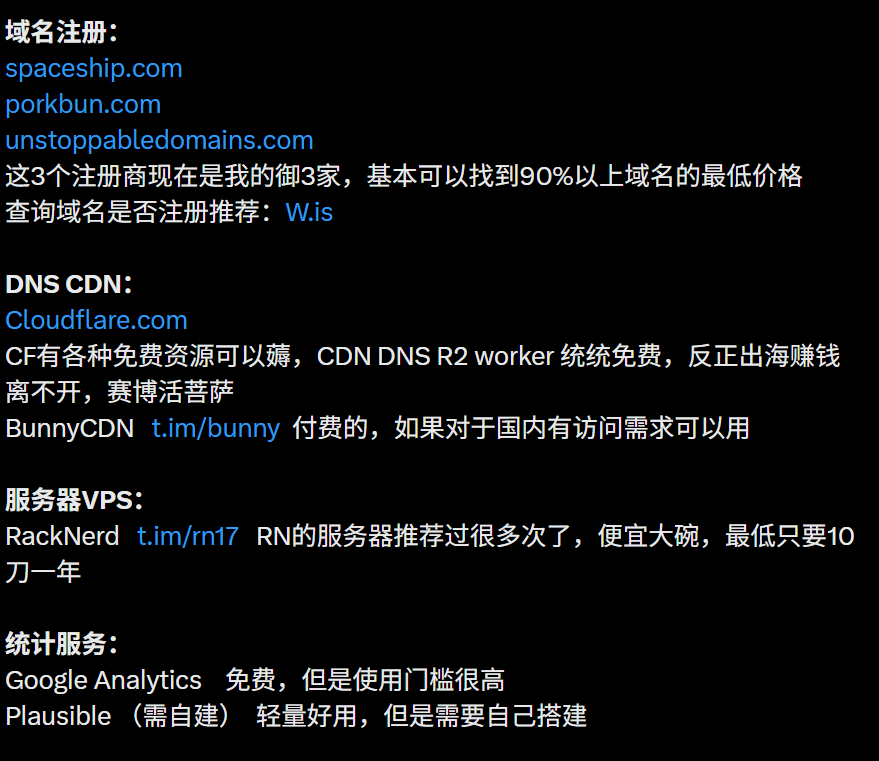 域名注册：
spaceship.com
porkbun.com
unstoppabledomains.com
这3个注册商现在是我的御3家，基本可以找到90%以上域名的最低价格
查询域名是否注册推荐：W.is
DNS CDN：
Cloudflare.com
CF有各种免费资源可以薅，CDN DNS R2 worker 统统免费，反正出海赚钱
离不开，赛博活菩萨
BunnyCDN t.im/bunny 付费的，如果对于国内有访问需求可以用
服务器VPS：
RackNerd t.im/rn17 RN的服务器推荐过很多次了，便宜大碗，最低只要10
刀一年
统计服务：
Google Analytics 免费，但是使用门槛很高
Plausible （需自建） 轻量好用，但是需要自己搭建